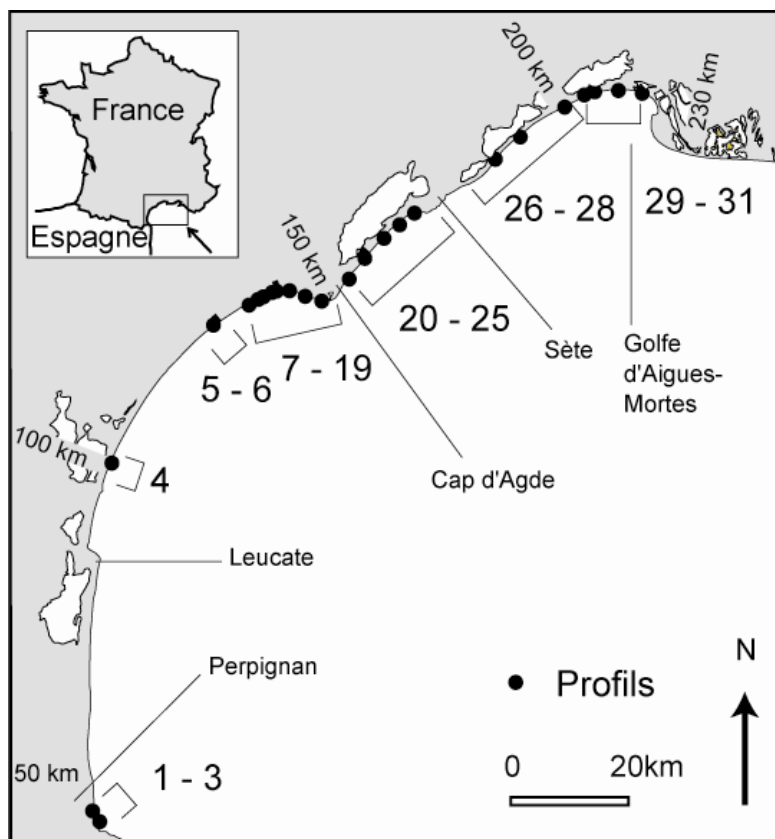 France
Espagne
200 km
230 km
150 km
26 - 28
29 - 31
20 - 25
Sète
Golfe
d'Aigues-
Mortes
5 - 6
7 - 19
100 km
4
Cap d'Agde
Leucate
Perpignan
N
Profils
50 km
1 - 3
0 20km